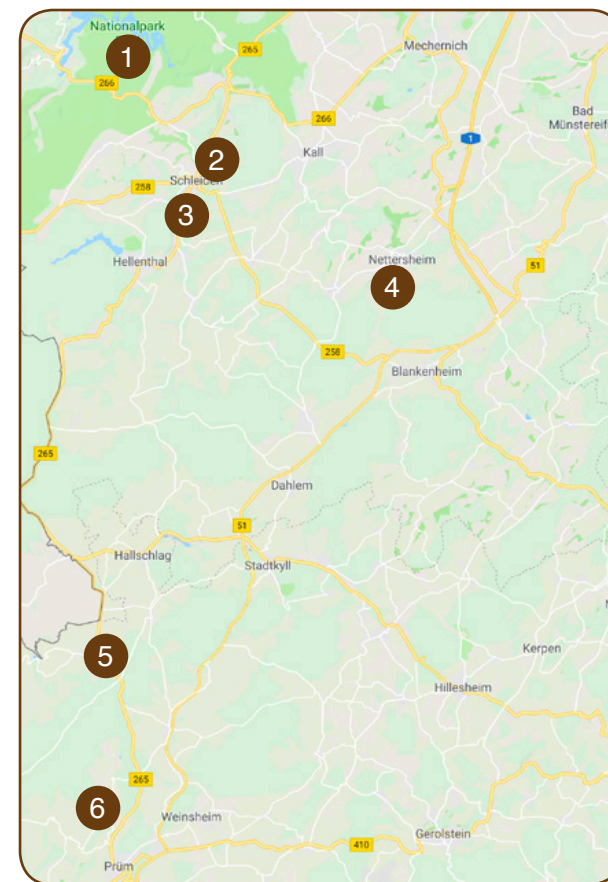 Nationalpark
1
265
Mechernich
266
266
Bad
Münstereife
1
Kall
2
Schleiden
258
3
Hellenthal
Nettersheim
51
4
258
Blankenheim
265
Dahlem
51
Hallschlag
Stadtkyll
5
Kerpen
Hillesheim
265
6
Weinsheim
Gerolstein
410
Prüm